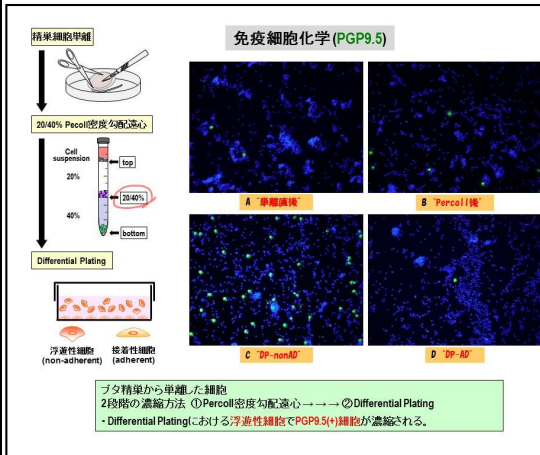 精巣細胞単離
20/40% Pecoll密度勾配遠心
Cell
suspension
20%
40%
top
20/40%
bottom
Differential Plating
浮遊性細胞
(non-adherent)
接着性細胞
(adherent)
免疫細胞化学(PGP9.5)
A "単離直後"
B "Percoll後"
C "DP-nonAD"
D "DP-AD"
ブタ精巣から単離した細胞
2段階の濃縮方法 ①Percoll密度勾配遠心→→→②Differential Plating
・Differential Platingにおける浮遊性細胞でPGP9.5(+)細胞が濃縮される。